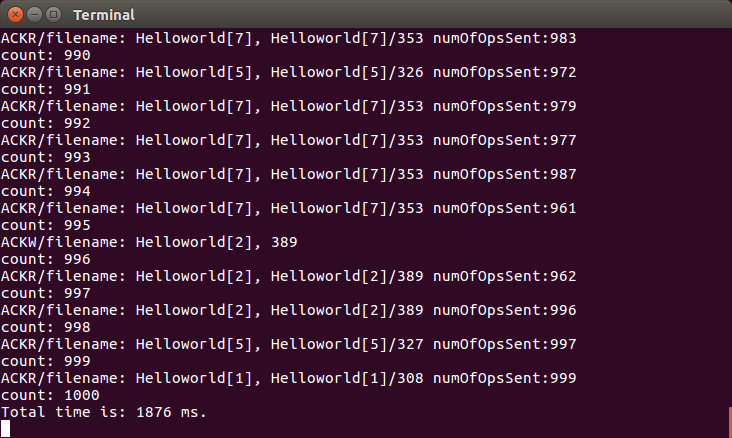 Terminal
ACKR/filename: Helloworld[7], Helloworld[7]/353 numOfOpsSent:983
count: 990
ACKR/filename: Helloworld[5], Helloworld[5]/326 numOfOpsSent:972
count: 991
ACKR/filename: Helloworld[7], Helloworld[7]/353 numOfOpsSent:979
count: 992
ACKR/filename: Helloworld[7], Helloworld[7]/353 numOfOpsSent:977
count: 993
ACKR/filename: Helloworld[7], Helloworld[7]/353 numOfOpsSent:987
count: 994
ACKR/filename: Helloworld[7], Helloworld[7]/353 numOfOpsSent:961
count: 995
ACKW/filename: Helloworld[2], 389
count: 996
ACKR/filename: Helloworld[2], Helloworld[2]/389 numOfOpsSent:962
count: 997
ACKR/filename: Helloworld[2], Helloworld[2]/389 numOfOpsSent:996
count: 998
ACKR/filename: Helloworld[5], Helloworld[5]/327 numOfOpsSent:997
count: 999
ACKR/filename: Helloworld[1], Helloworld[1]/308 numOfOpsSent:999
count: 1000
Total time is: 1876 ms.